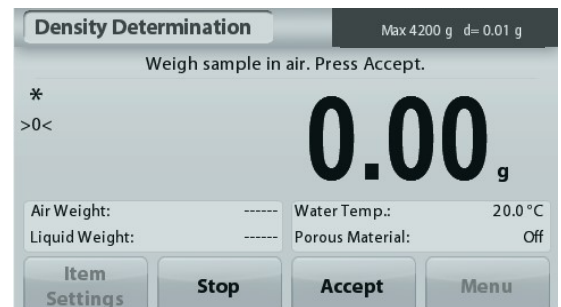 Density Determination
Max 4200 g d= 0.01 g
Weigh sample in air. Press Accept.
*
>0<
0.00 g
Air Weight: ------ Water Temp.: 20.0 °C
Liquid Weight: ------ Porous Material: Off
Item Settings Stop Accept Menu